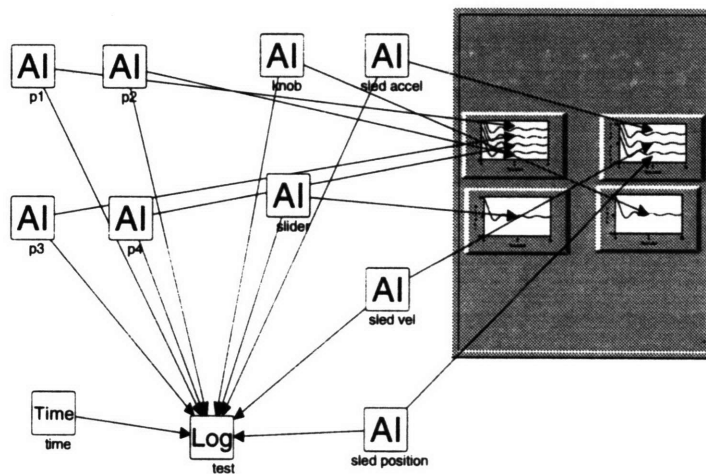 AI
p1
AI
p2
AI
knob
AI
sled accel
AI
p3
AI
p4
AI
slider
AI
sled vel
Time
time
Log
test
AI
sled position